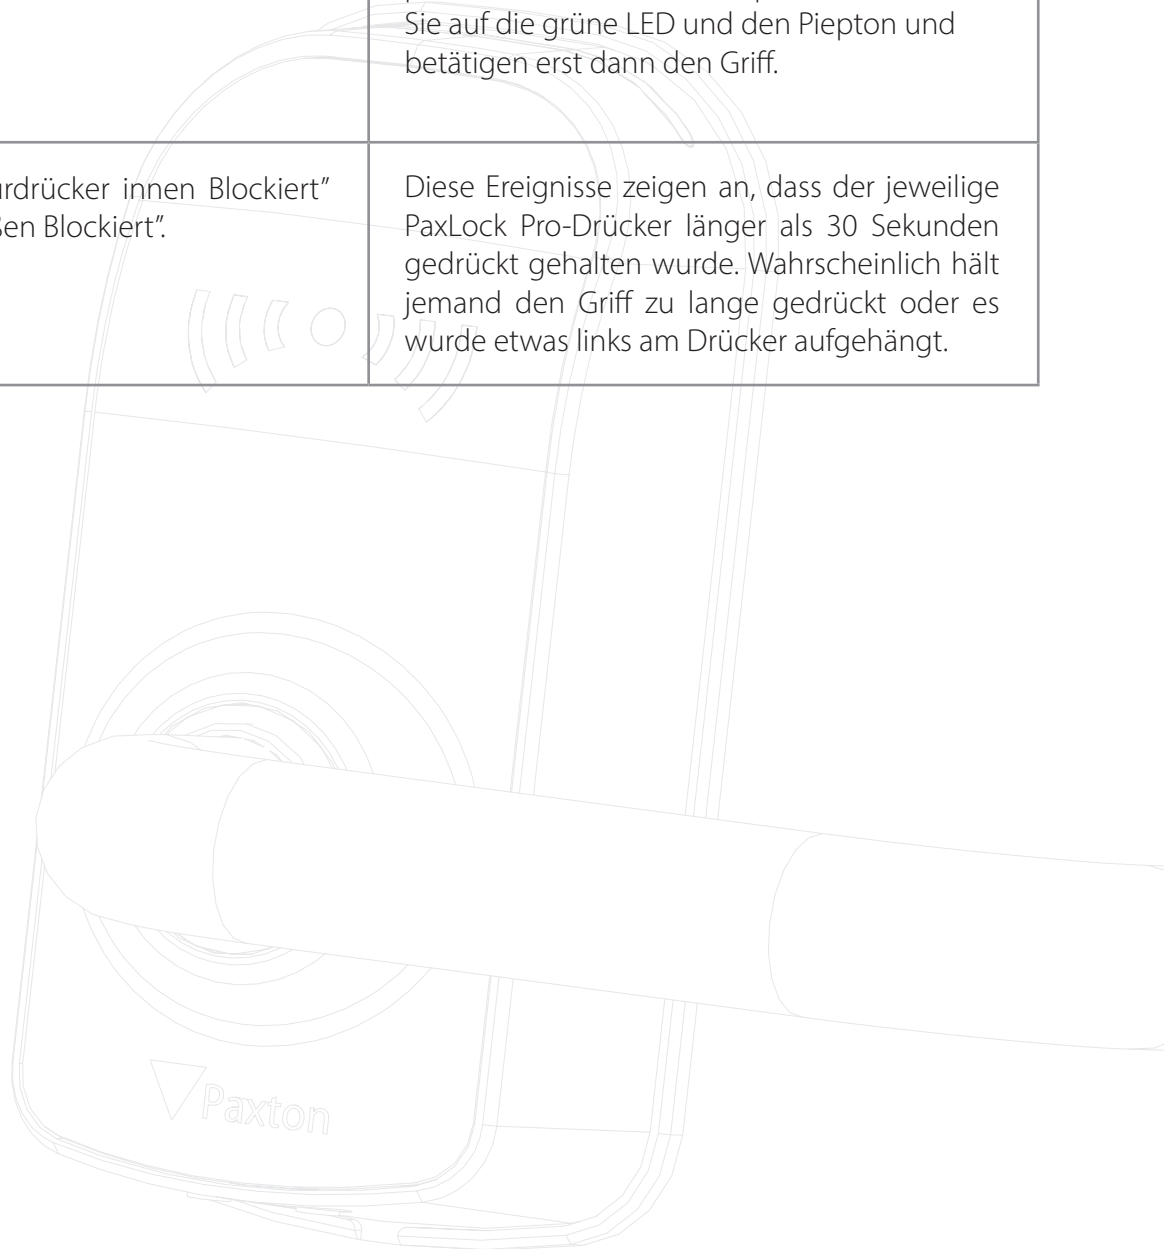 Sie auf die grüne LED und den Piepton und
betätigen erst dann den Griff.
innen Blockiert”
Blockiert”.
Diese Ereignisse zeigen an, dass der jeweilige
PaxLock Pro-Drücker länger als 30 Sekunden
gedrückt gehalten wurde. Wahrscheinlich hält
jemand den Griff zu lange gedrückt oder es
wurde etwas links am Drücker aufgehängt.
Paxton